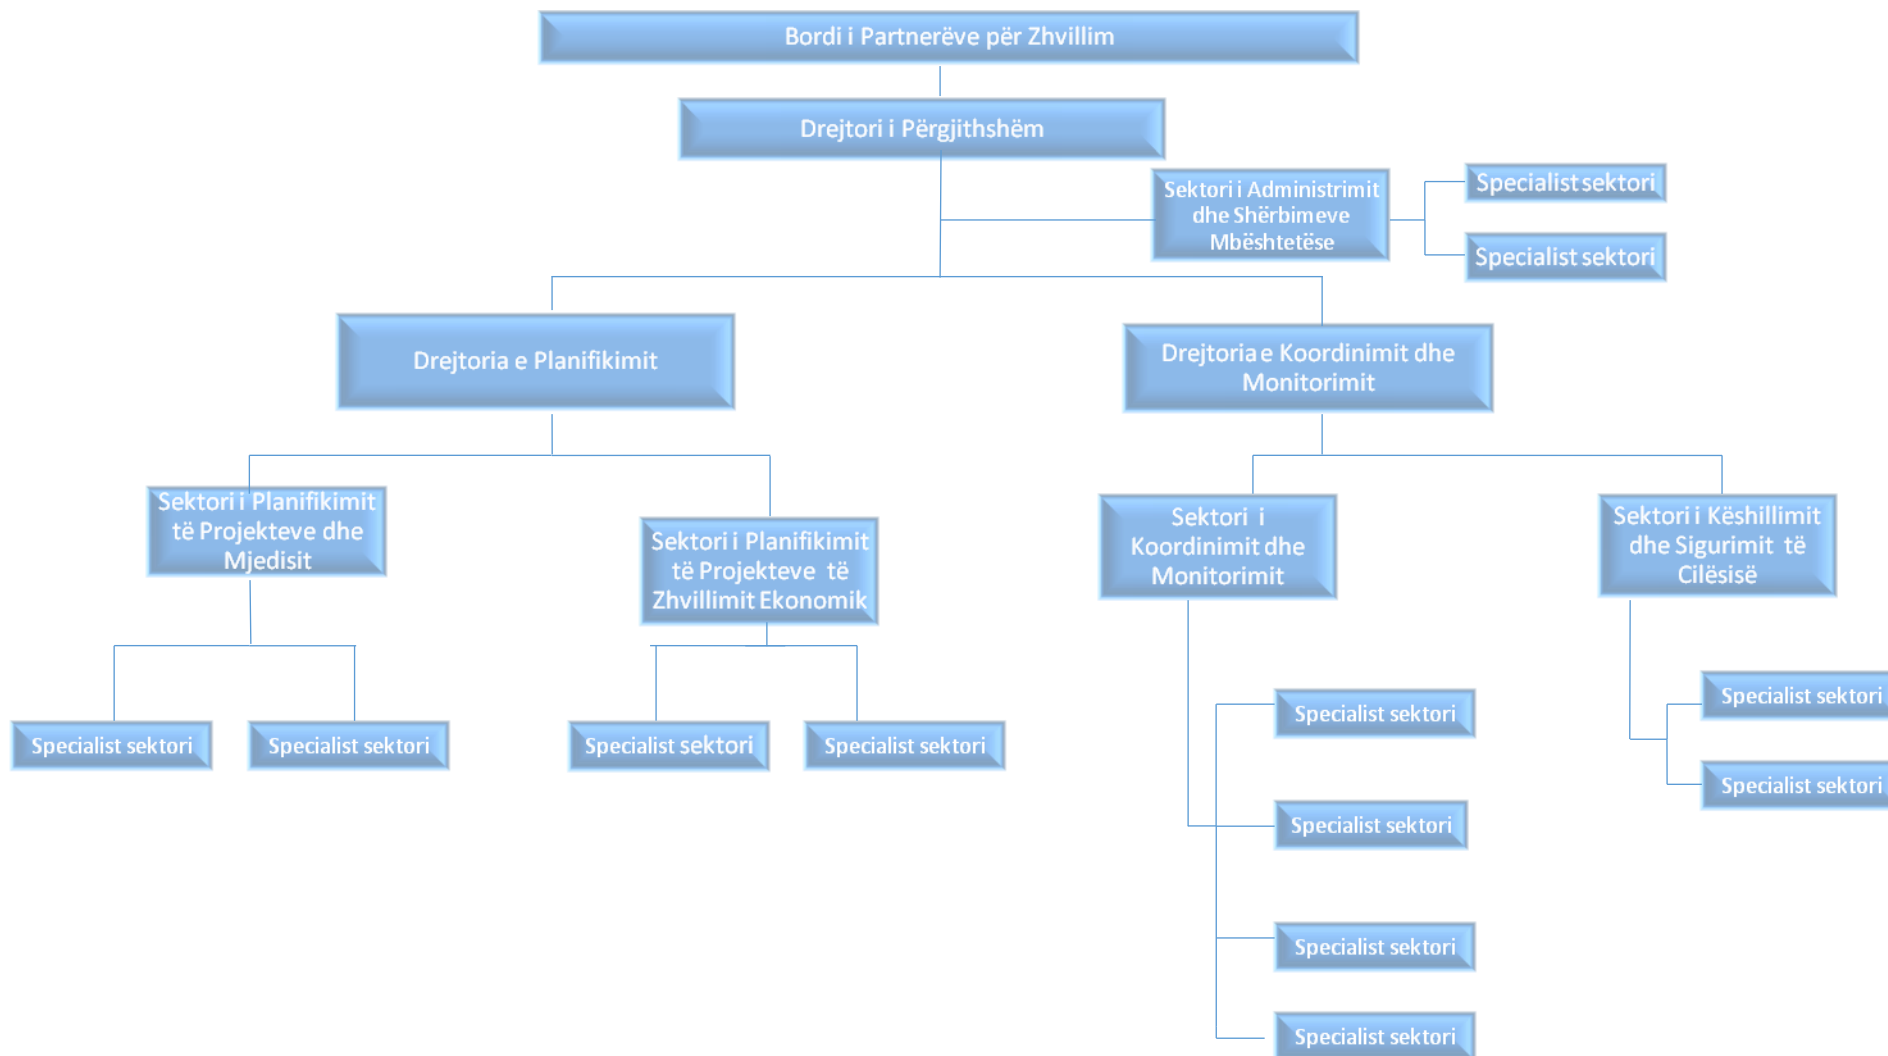 Bordi i Partnerëve për Zhvillim
Drejtori i Përgjithshëm
Sektori i Administrimit
dhe Shërbimeve
Mbështetëse
Specialist sektori
Specialist sektori
Drejtoria e Planifikimit
Drejtoria e Koordinimit dhe
Monitorimit
Sektori i Planifikimit
të Projekteve dhe
Mjedisit
Sektori i Planifikimit
të Projekteve të
Zhvillimit Ekonomik
Sektori i
Koordinimit dhe
Monitorimit
Sektori i Këshillimit
dhe Sigurimit të
Cilësisë
Specialist sektori
Specialist sektori
Specialist sektori
Specialist sektori
Specialist sektori
Specialist sektori
Specialist sektori
Specialist sektori
Specialist sektori
Specialist sektori